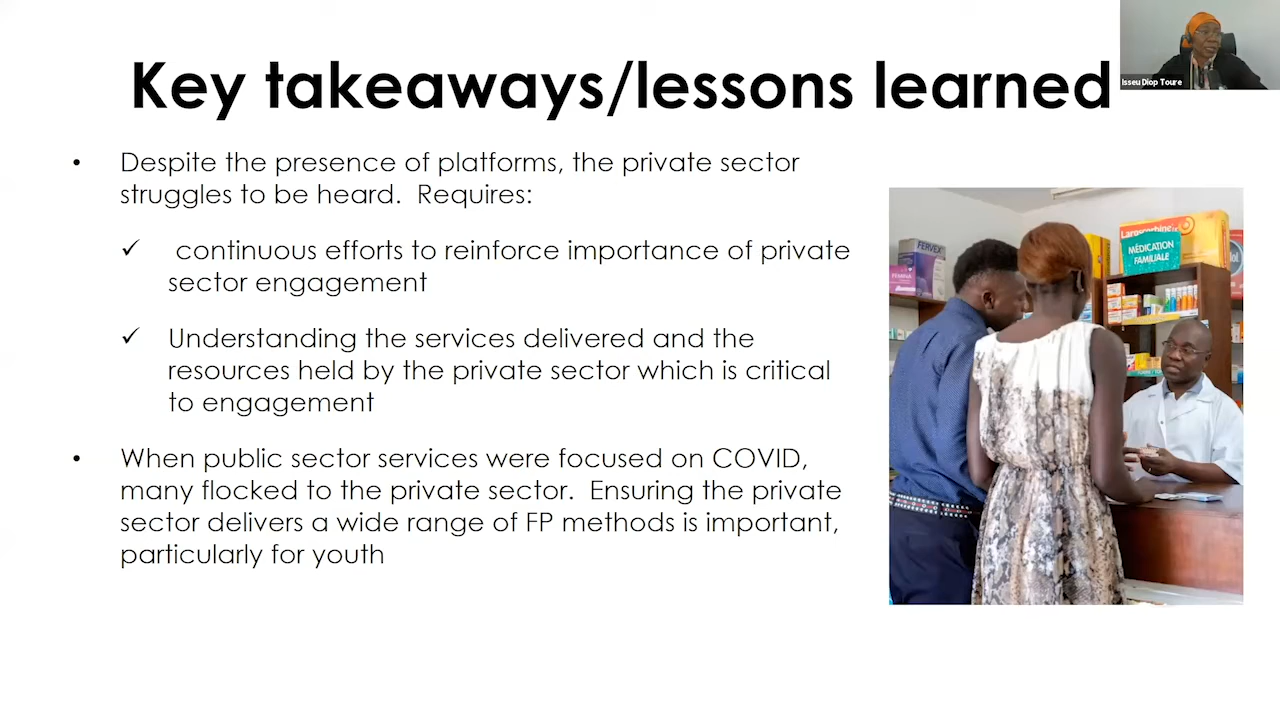 Key takeaways/lessons learned
Isseu Diop Toure
• Despite the presence of platforms, the private sector
struggles to be heard.  Requires:
✓ continuous efforts to reinforce importance of private
sector engagement
✓ Understanding the services delivered and the
resources held by the private sector which is critical
to engagement
• When public sector services were focused on COVID,
many flocked to the private sector.  Ensuring the private
sector delivers a wide range of FP methods is important,
particularly for youth
FERVEX
MÉDICATION
FAMILIALE